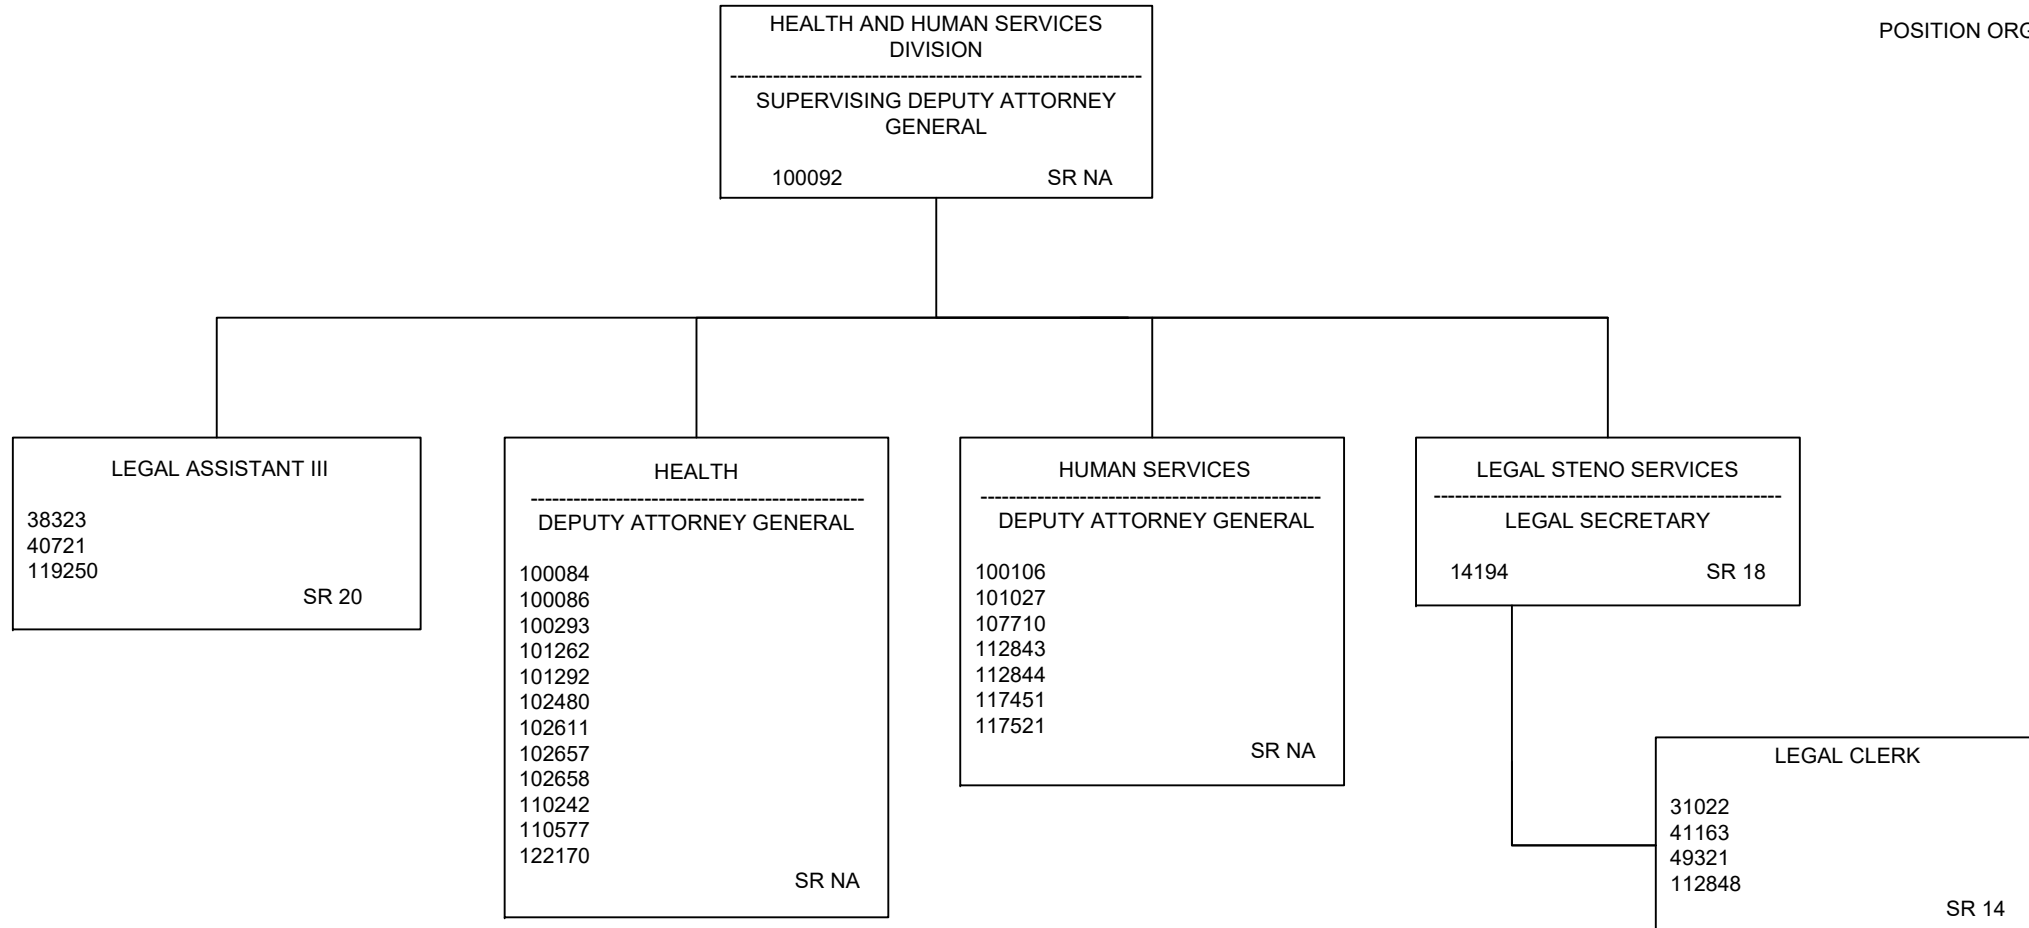 HEALTH AND HUMAN SERVICES
DIVISION
----------------------------------------------------------
SUPERVISING DEPUTY ATTORNEY
GENERAL
100092 SR NA
POSITION ORG
LEGAL ASSISTANT III
38323
40721
119250
SR 20
HEALTH
-----------------------------------------------
DEPUTY ATTORNEY GENERAL
100084
100086
100293
101262
101292
102480
102611
102657
102658
110242
110577
122170
SR NA
HUMAN SERVICES
------------------------------------------------
DEPUTY ATTORNEY GENERAL
100106
101027
107710
112843
112844
117451
117521
SR NA
LEGAL STENO SERVICES
-------------------------------------------------
LEGAL SECRETARY
14194 SR 18
LEGAL CLERK
31022
41163
49321
112848
SR 14